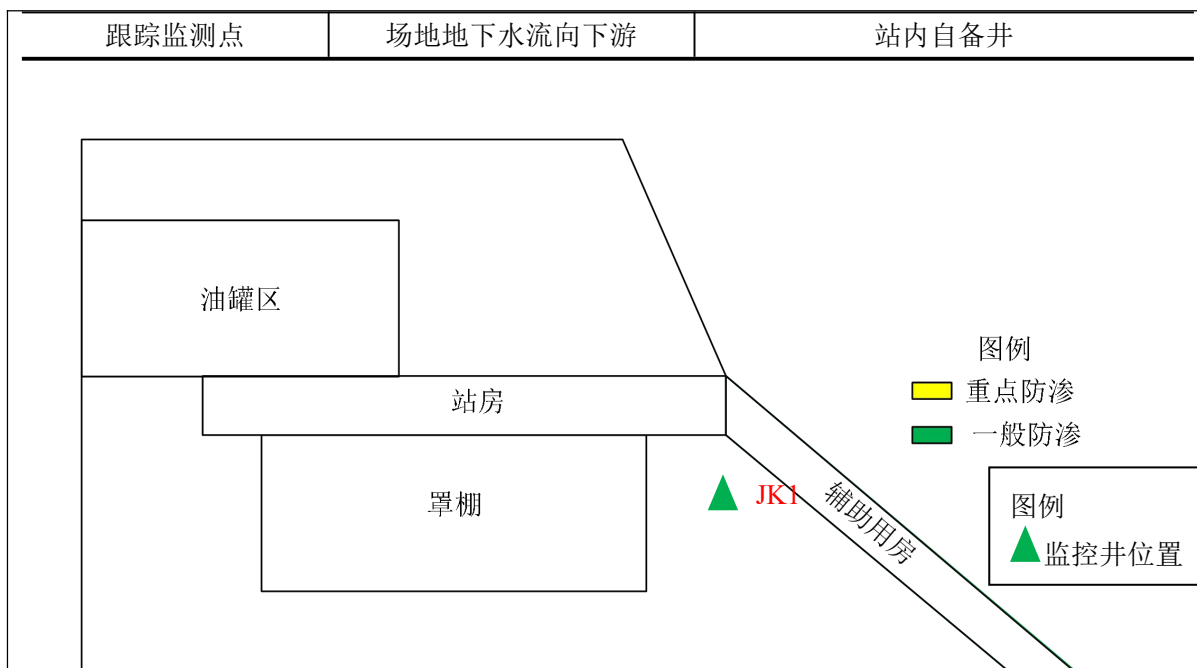 跟踪监测点 场地地下水流向下游 站内自备井
油罐区
图例
重点防渗
站房
一般防渗
罩棚
JK1
辅助用房
图例
监控井位置